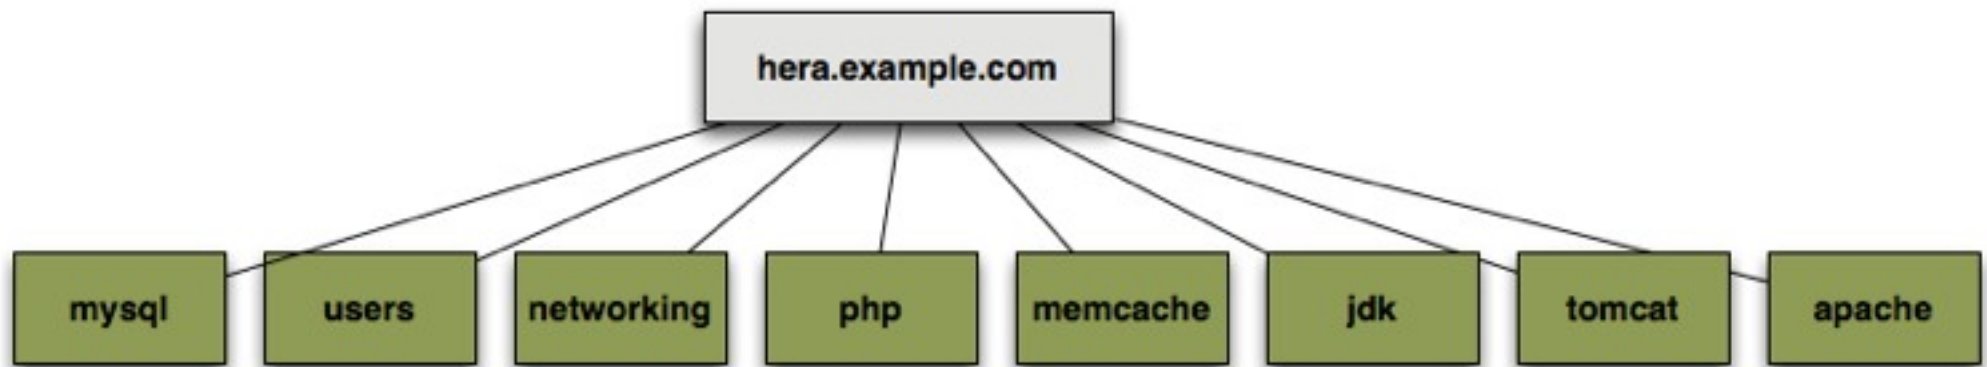 hera.example.com
mysql
users
networking
php
memcache
jdk
tomcat
apache